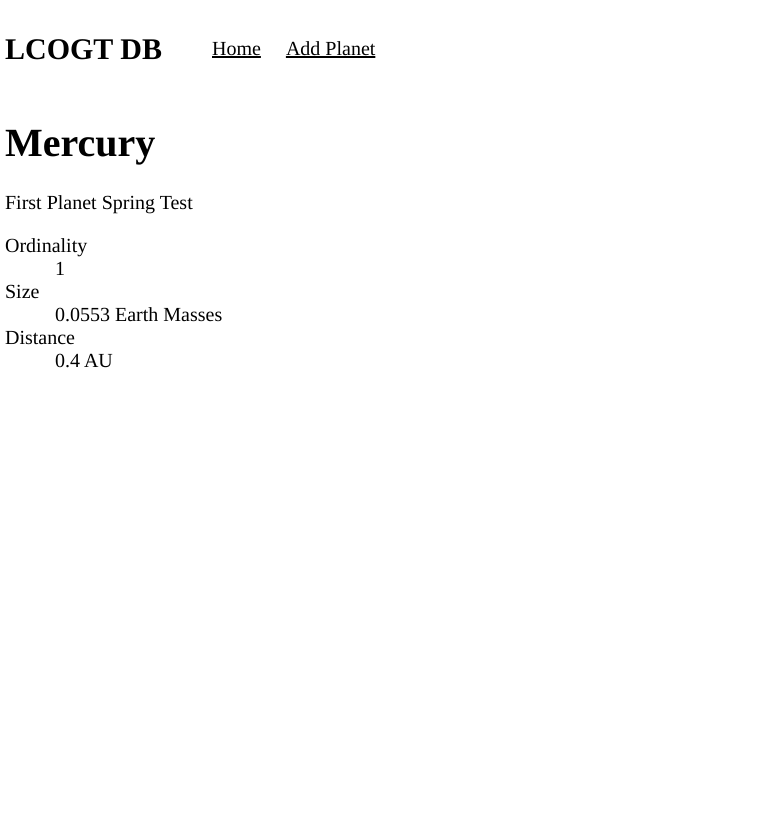 LCOGT DB Home Add Planet
Mercury
First Planet Spring Test
Ordinality
1
Size
0.0553 Earth Masses
Distance
0.4 AU